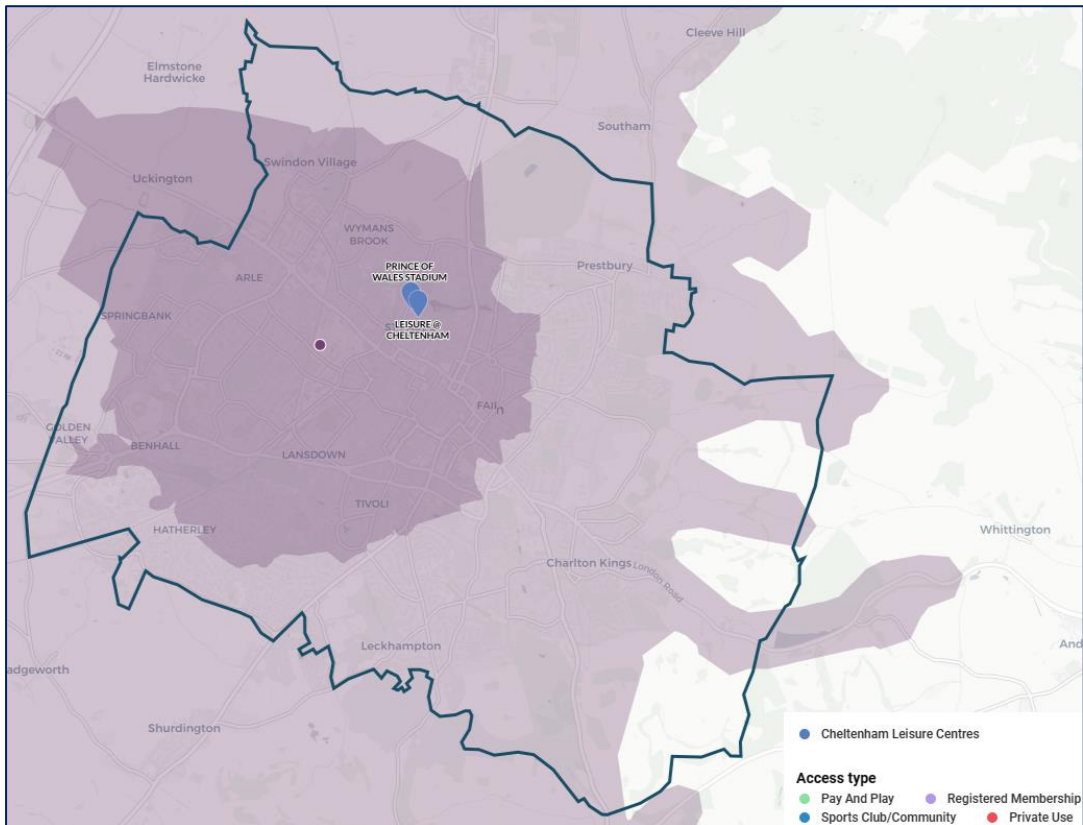 Cleeve Hill
Elmstone
Hardwicke
Southam
Swindon Village
Uckington
WYMANS
BROOK
PRINCE OF
WALES STADIUM
Prestbury
ARLE
SPRINGBANK
LEISURE @
CHELTENHAM
GOLDEN
VALLEY
BENHALL
LANSDOWN
TIVOLI
HATHERLEY
Whittington
Charlton Kings
London Road
Leckhampton
adgeworth
And
Shurdington
Cheltenham Leisure Centres
Access type
Pay And Play
Registered Membership
Sports Club/Community
Private Use